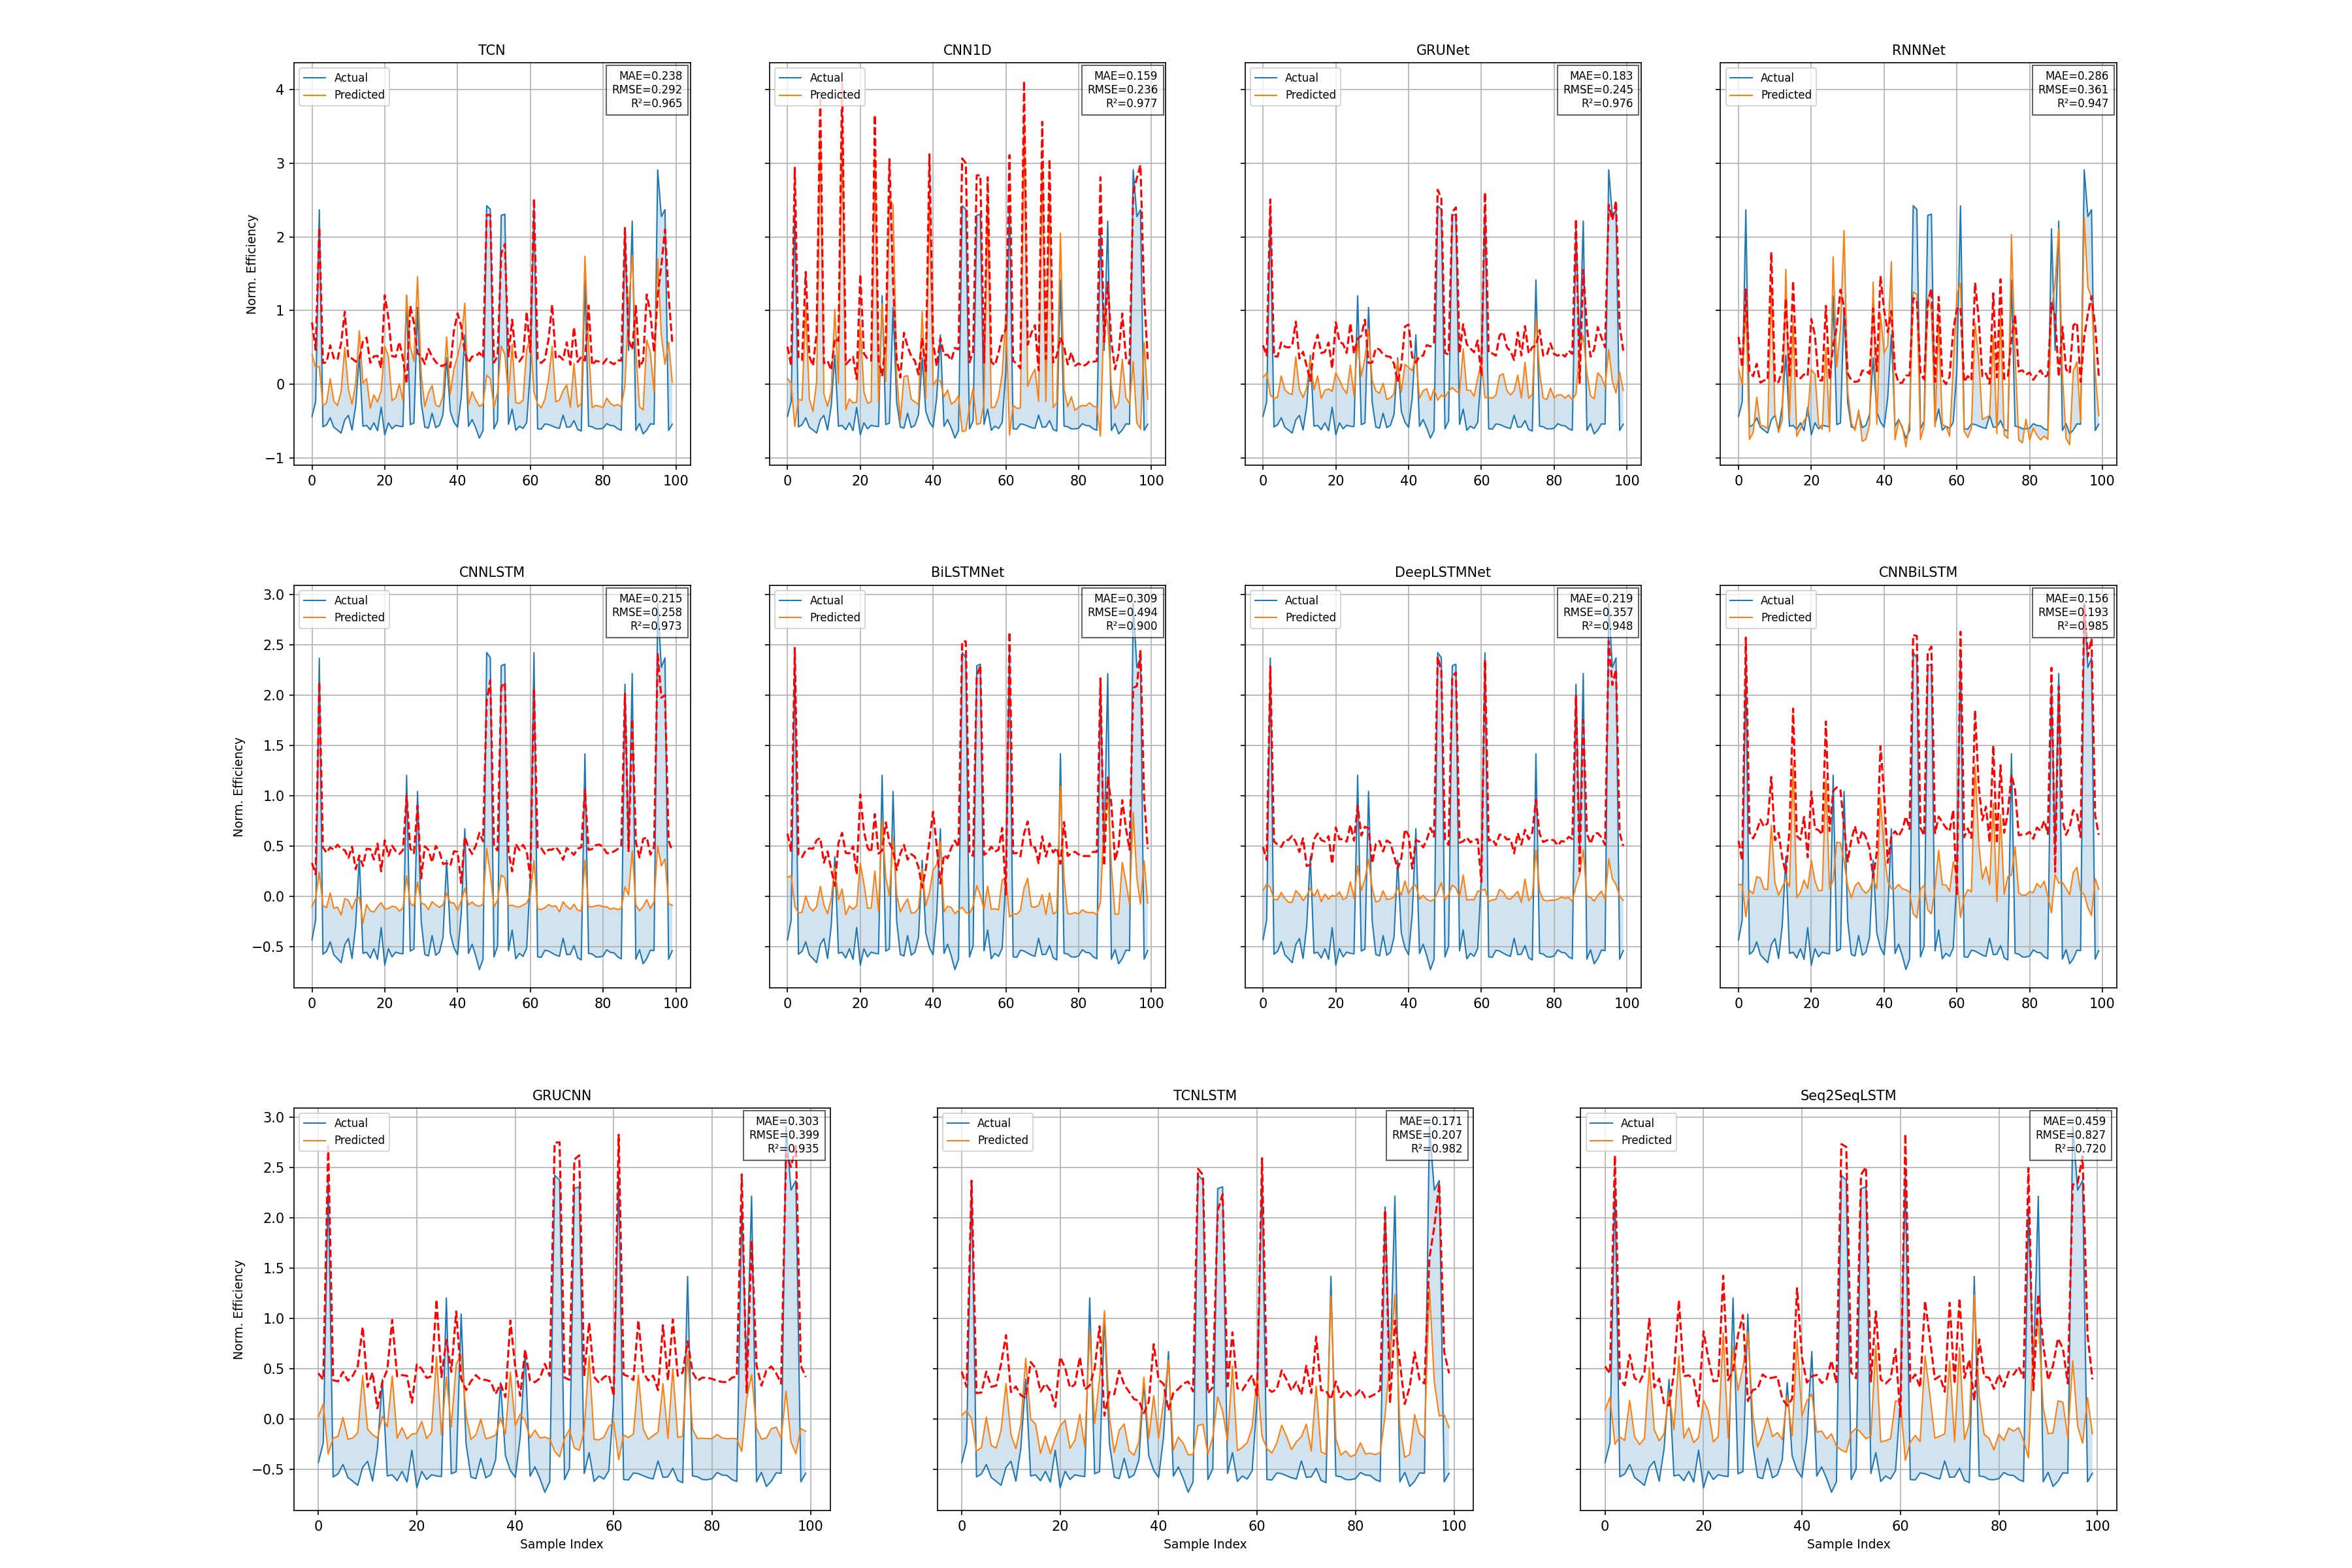 TCN
Actual
Predicted
MAE=0.238
RMSE=0.292
R²=0.965
Norm. Efficiency
4
3
2
1
0
−1
0 20 40 60 80 100
CNN1D
Actual
Predicted
MAE=0.159
RMSE=0.236
R²=0.977
0 20 40 60 80 100
GRUNet
Actual
Predicted
MAE=0.183
RMSE=0.245
R²=0.976
0 20 40 60 80 100
RNNNet
Actual
Predicted
MAE=0.286
RMSE=0.361
R²=0.947
0 20 40 60 80 100
CNNLSTM
Actual
Predicted
MAE=0.215
RMSE=0.258
R²=0.973
Norm. Efficiency
3.0
2.5
2.0
1.5
1.0
0.5
0.0
−0.5
0 20 40 60 80 100
BiLSTMNet
Actual
Predicted
MAE=0.309
RMSE=0.494
R²=0.900
0 20 40 60 80 100
DeepLSTMNet
Actual
Predicted
MAE=0.219
RMSE=0.357
R²=0.948
0 20 40 60 80 100
CNNBiLSTM
Actual
Predicted
MAE=0.156
RMSE=0.193
R²=0.985
0 20 40 60 80 100
GRUCNN
Actual
Predicted
MAE=0.303
RMSE=0.399
R²=0.935
Norm. Efficiency
3.0
2.5
2.0
1.5
1.0
0.5
0.0
−0.5
0 20 40 60 80 100
Sample Index
TCNLSTM
Actual
Predicted
MAE=0.171
RMSE=0.207
R²=0.982
0 20 40 60 80 100
Sample Index
Seq2SeqLSTM
Actual
Predicted
MAE=0.459
RMSE=0.827
R²=0.720
0 20 40 60 80 100
Sample Index